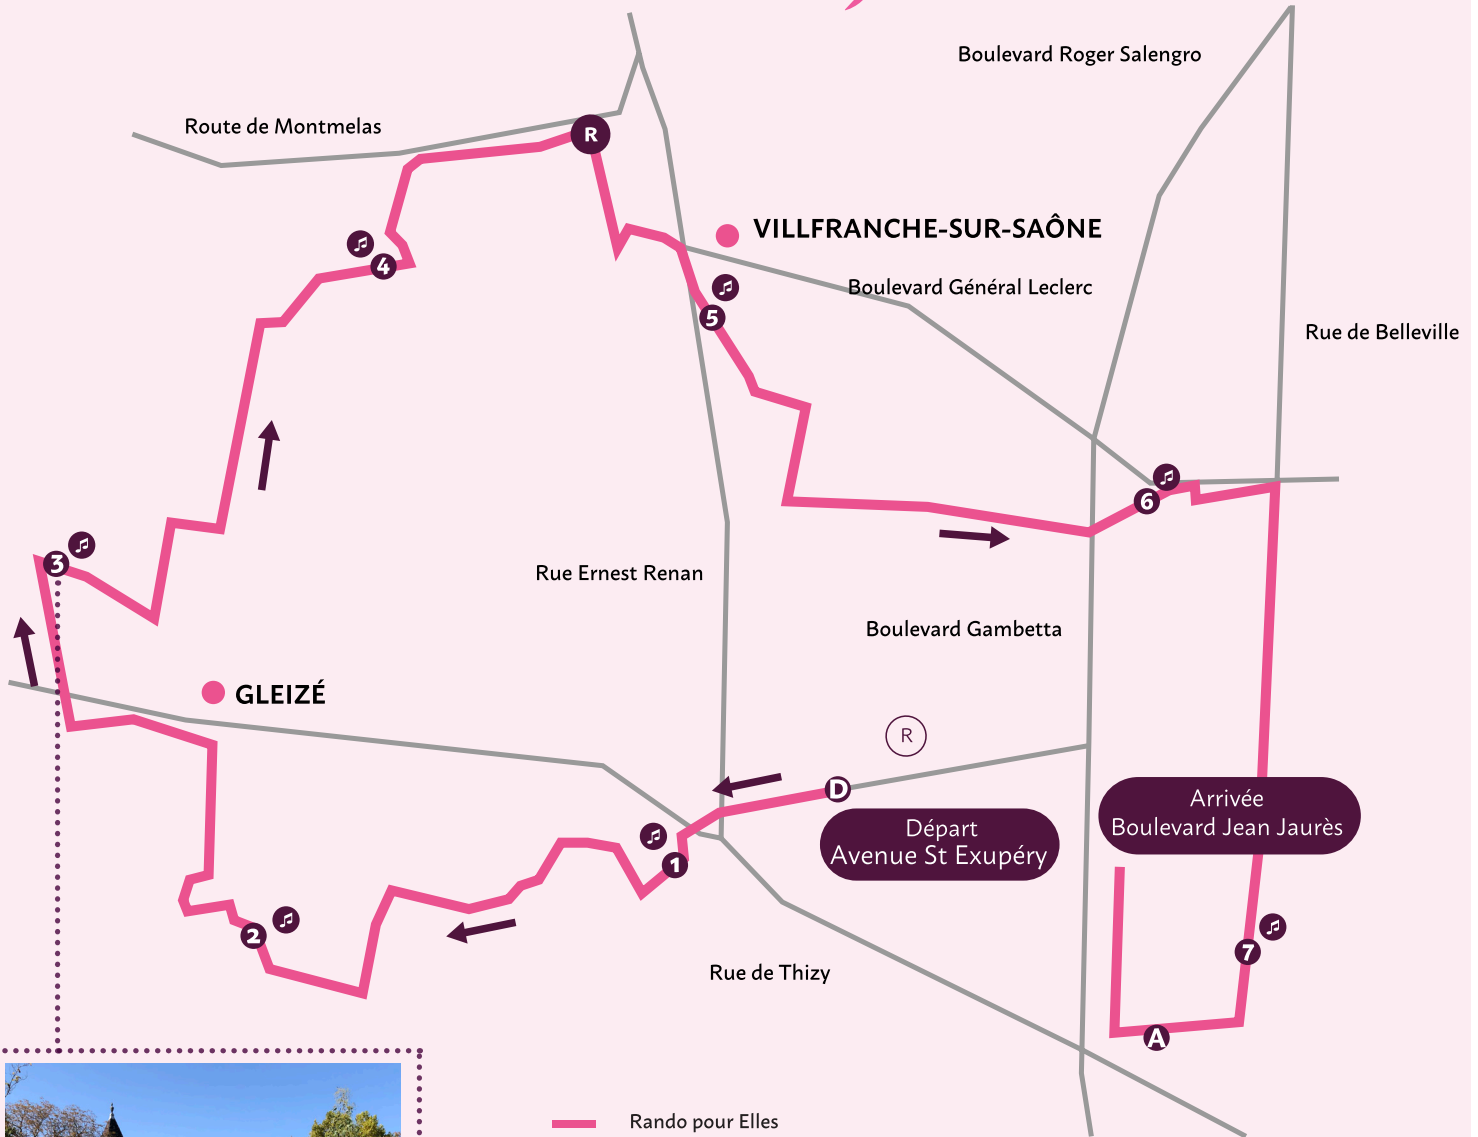 Boulevard Roger Salengro
Route de Montmelas
R
VILLFRANCHE-SUR-SAÔNE
4
Boulevard Général Leclerc
5
Rue de Belleville
6
3
Rue Ernest Renan
Boulevard Gambetta
GLEIZÉ
R
D
Arrivée
Boulevard Jean Jaurès
Départ
Avenue St Exupéry
1
2
7
Rue de Thizy
A
Rando pour Elles